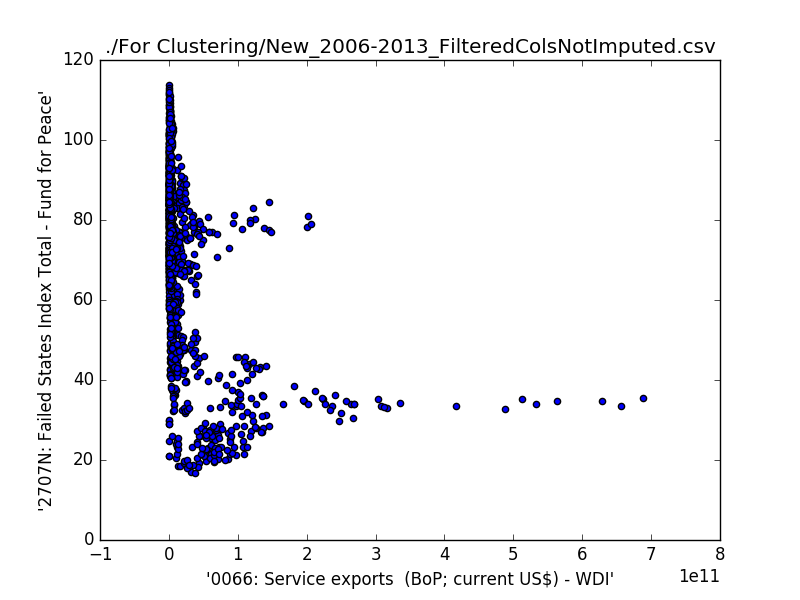 ./For Clustering/New_2006-2013_FilteredColsNotImputed.csv
120
100
80
60
40
20
0
'2707N: Failed States Index Total - Fund for Peace'
−1 0 1 2 3 4 5 6 7 8
1e11
'0066: Service exports  (BoP; current US$) - WDI'